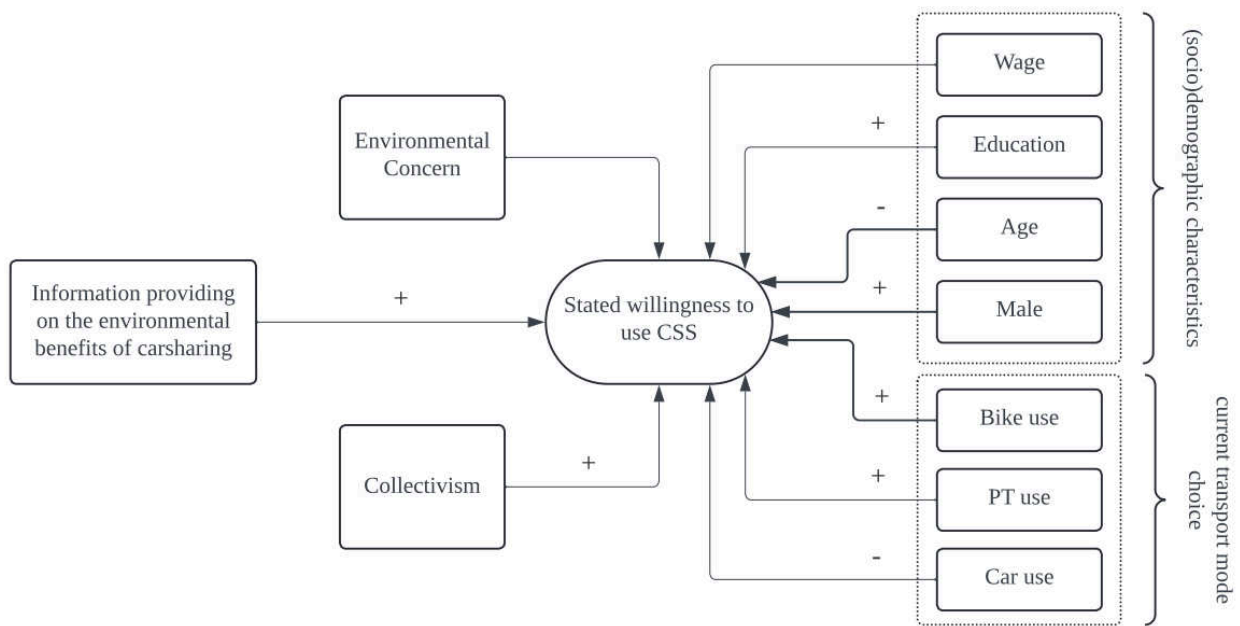 Wage
(socio)demographic characteristics
Environmental
Concern
+
Education
-
Age
Information providing
on the environmental
benefits of carsharing
+
Stated willingness to
use CSS
+
Male
+
Bike use
current transport mode
choice
Collectivism
+
+
PT use
-
Car use